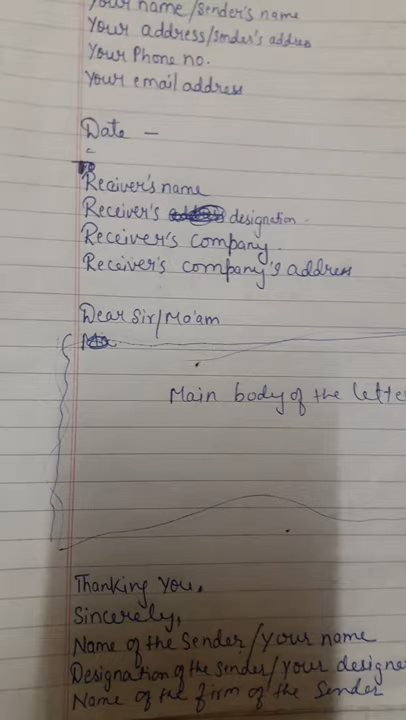 Your name/Sender's name
Your address/Sender's address
Your Phone no.
Your email address
Date -
To
Receiver's name
Receiver's designation.
Receiver's company.
Receiver's company's address
Dear Sir/Ma'am
Main body of the lette
Thanking You,
Sincerely,
Name of the sender/your name
Designation of the sender/your designa
Name of the firm of the sender